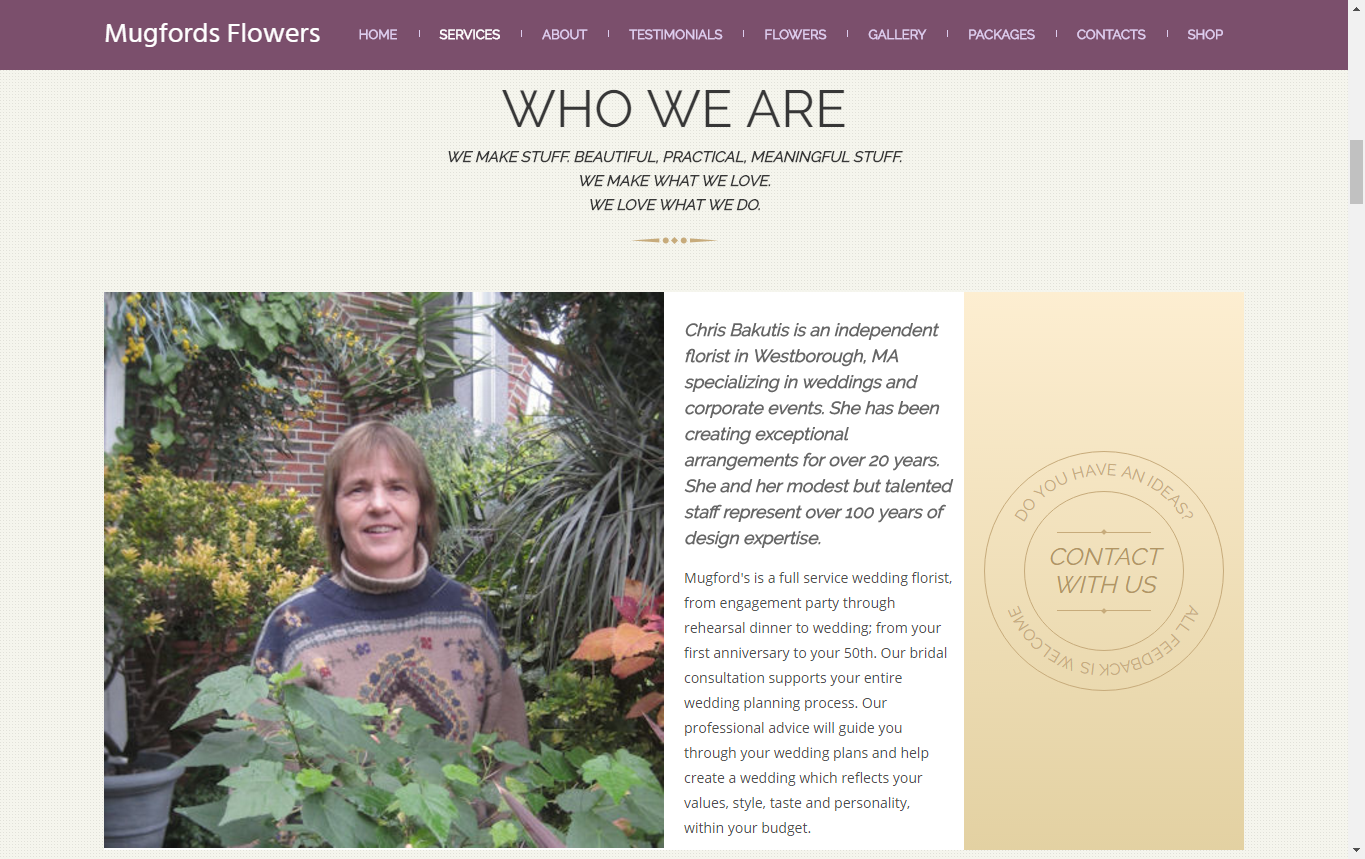 Mugfords Flowers
HOME
SERVICES
ABOUT
TESTIMONIALS
FLOWERS
GALLERY
PACKAGES
CONTACTS
SHOP
WHO WE ARE
WE MAKE STUFF. BEAUTIFUL, PRACTICAL, MEANINGFUL STUFF.
WE MAKE WHAT WE LOVE.
WE LOVE WHAT WE DO.
Chris Bakutis is an independent
florist in Westborough, MA
specializing in weddings and
corporate events. She has been
creating exceptional
arrangements for over 20 years.
She and her modest but talented
staff represent over 100 years of
design expertise.
Mugford's is a full service wedding florist,
from engagement party through
rehearsal dinner to wedding; from your
first anniversary to your 50th. Our bridal
consultation supports your entire
wedding planning process. Our
professional advice will guide you
through your wedding plans and help
create a wedding which reflects your
values, style, taste and personality,
within your budget.
DO YOU HAVE AN IDEAS?
CONTACT
WITH US
ALL FEEDBACK IS WELCOME